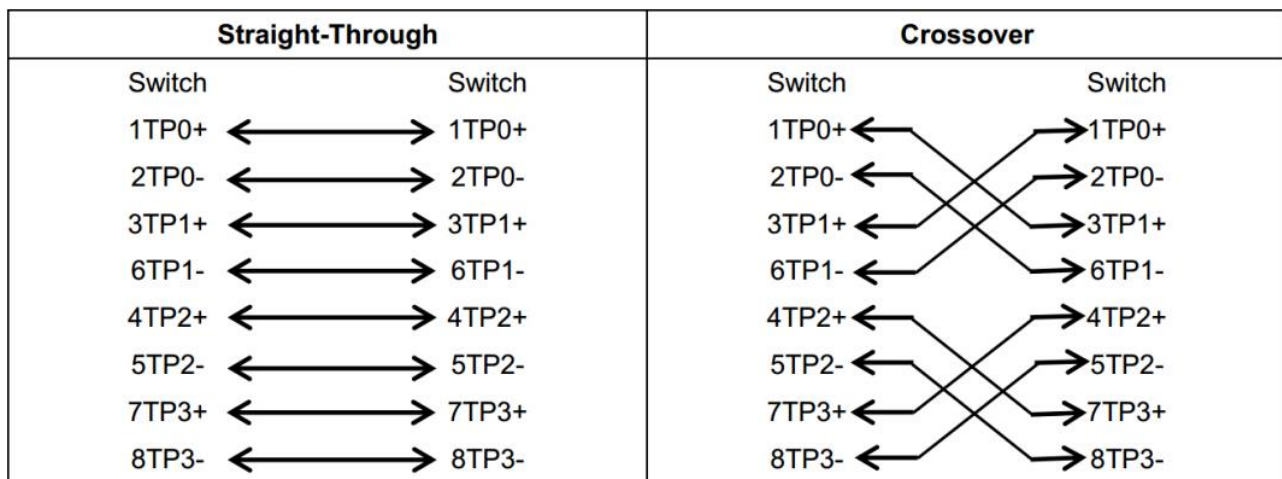 Straight-Through Crossover
Switch Switch Switch Switch
1TP0+ 1TP0+ 1TP0+ 1TP0+
2TP0- 2TP0- 2TP0- 2TP0-
3TP1+ 3TP1+ 3TP1+ 3TP1+
6TP1- 6TP1- 6TP1- 6TP1-
4TP2+ 4TP2+ 4TP2+ 4TP2+
5TP2- 5TP2- 5TP2- 5TP2-
7TP3+ 7TP3+ 7TP3+ 7TP3+
8TP3- 8TP3- 8TP3- 8TP3-